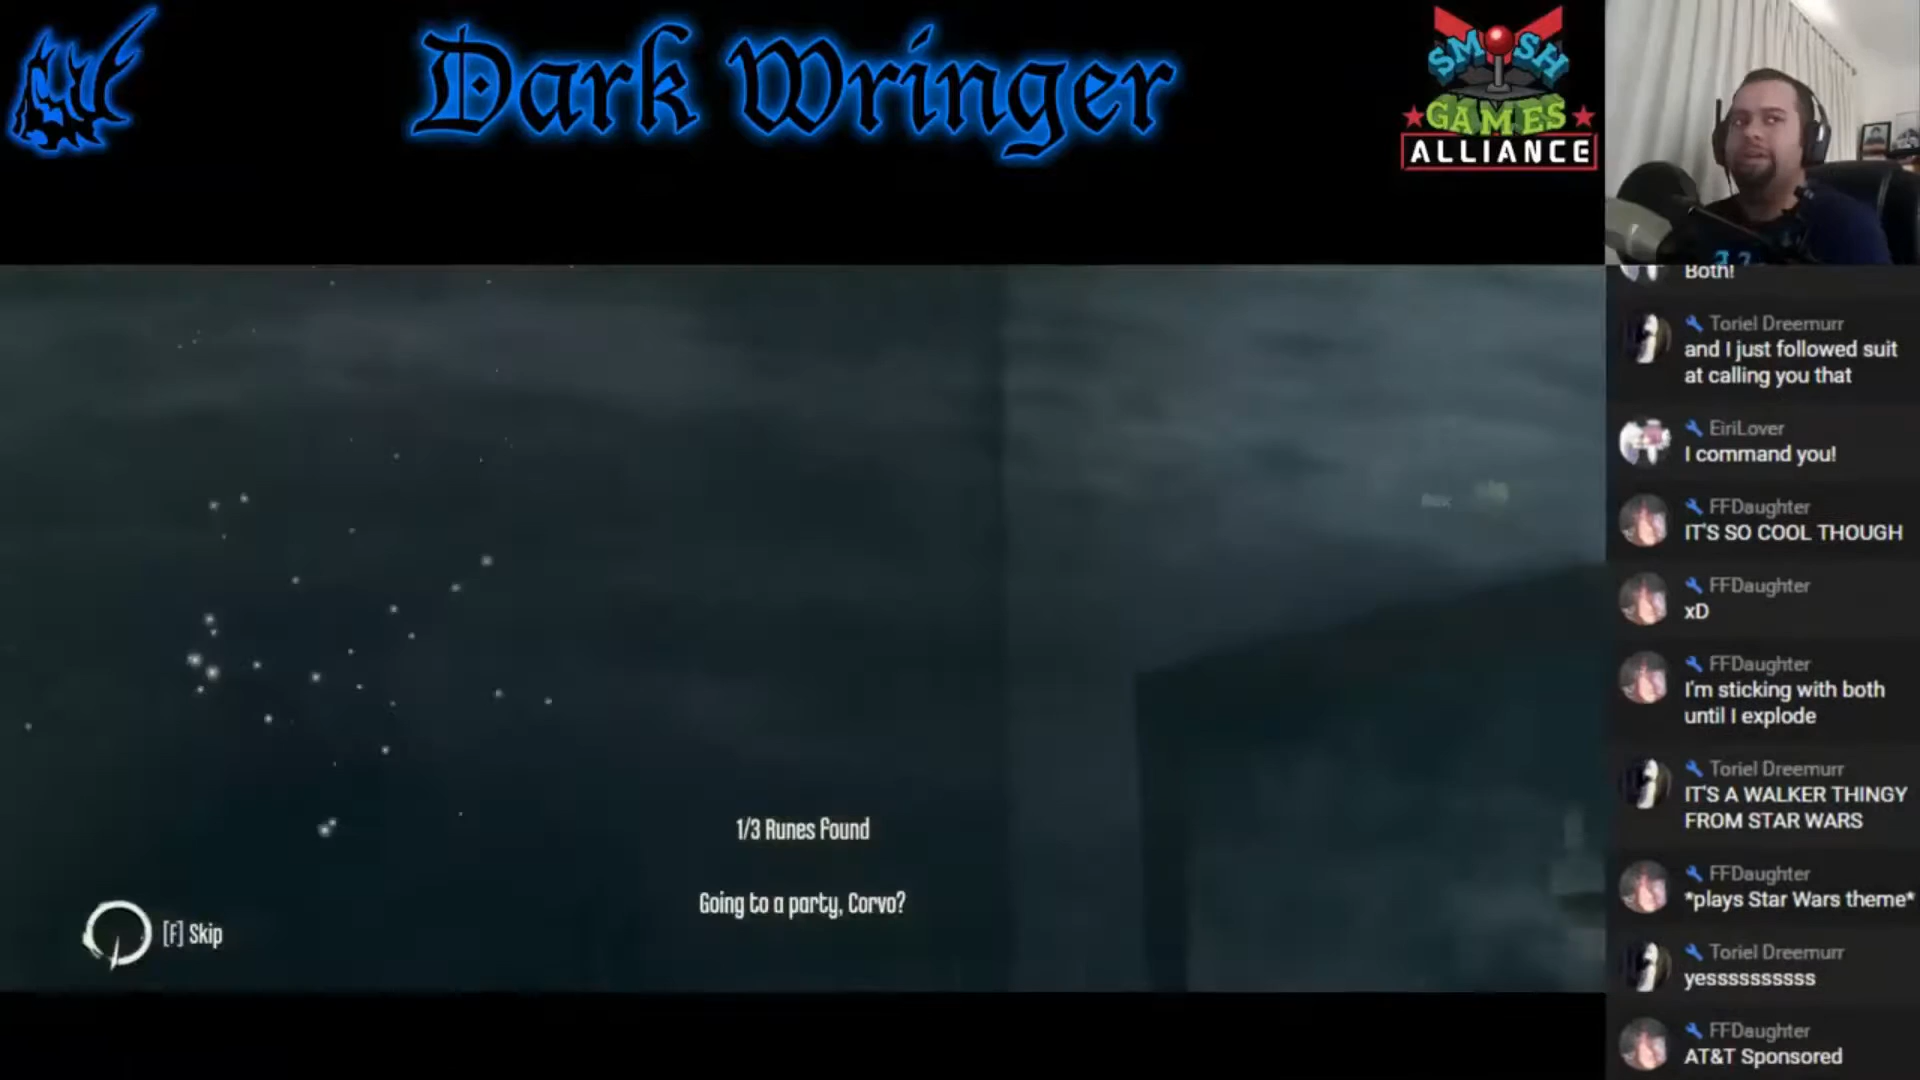 Dark Wringer
SMASH
GAMES
ALLIANCE
Both!
Toriel Dreemurr
and I just followed suit
at calling you that
EiriLover
I command you!
FFDaughter
IT'S SO COOL THOUGH
FFDaughter
xD
FFDaughter
I'm sticking with both
until I explode
Toriel Dreemurr
IT'S A WALKER THINGY
FROM STAR WARS
FFDaughter
*plays Star Wars theme*
Toriel Dreemurr
yessssssssss
FFDaughter
AT&T Sponsored
1/3 Runes Found
Going to a party, Corvo?
[F] Skip